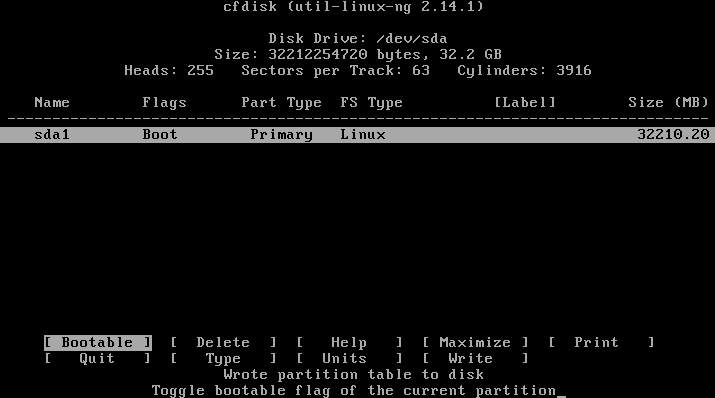 cfdisk (util-linux-ng 2.14.1)
Disk Drive: /dev/sda
Size: 32212254720 bytes, 32.2 GB
Heads: 255   Sectors per Track: 63   Cylinders: 3916
Name   Flags   Part Type   FS Type   [Label]   Size (MB)
sda1   Boot   Primary   Linux   32210.20
[ Bootable ]   [ Delete ]   [ Help ]   [ Maximize ]   [ Print ]
[ Quit ]   [ Type ]   [ Units ]   [ Write ]
Wrote partition table to disk
Toggle bootable flag of the current partition_